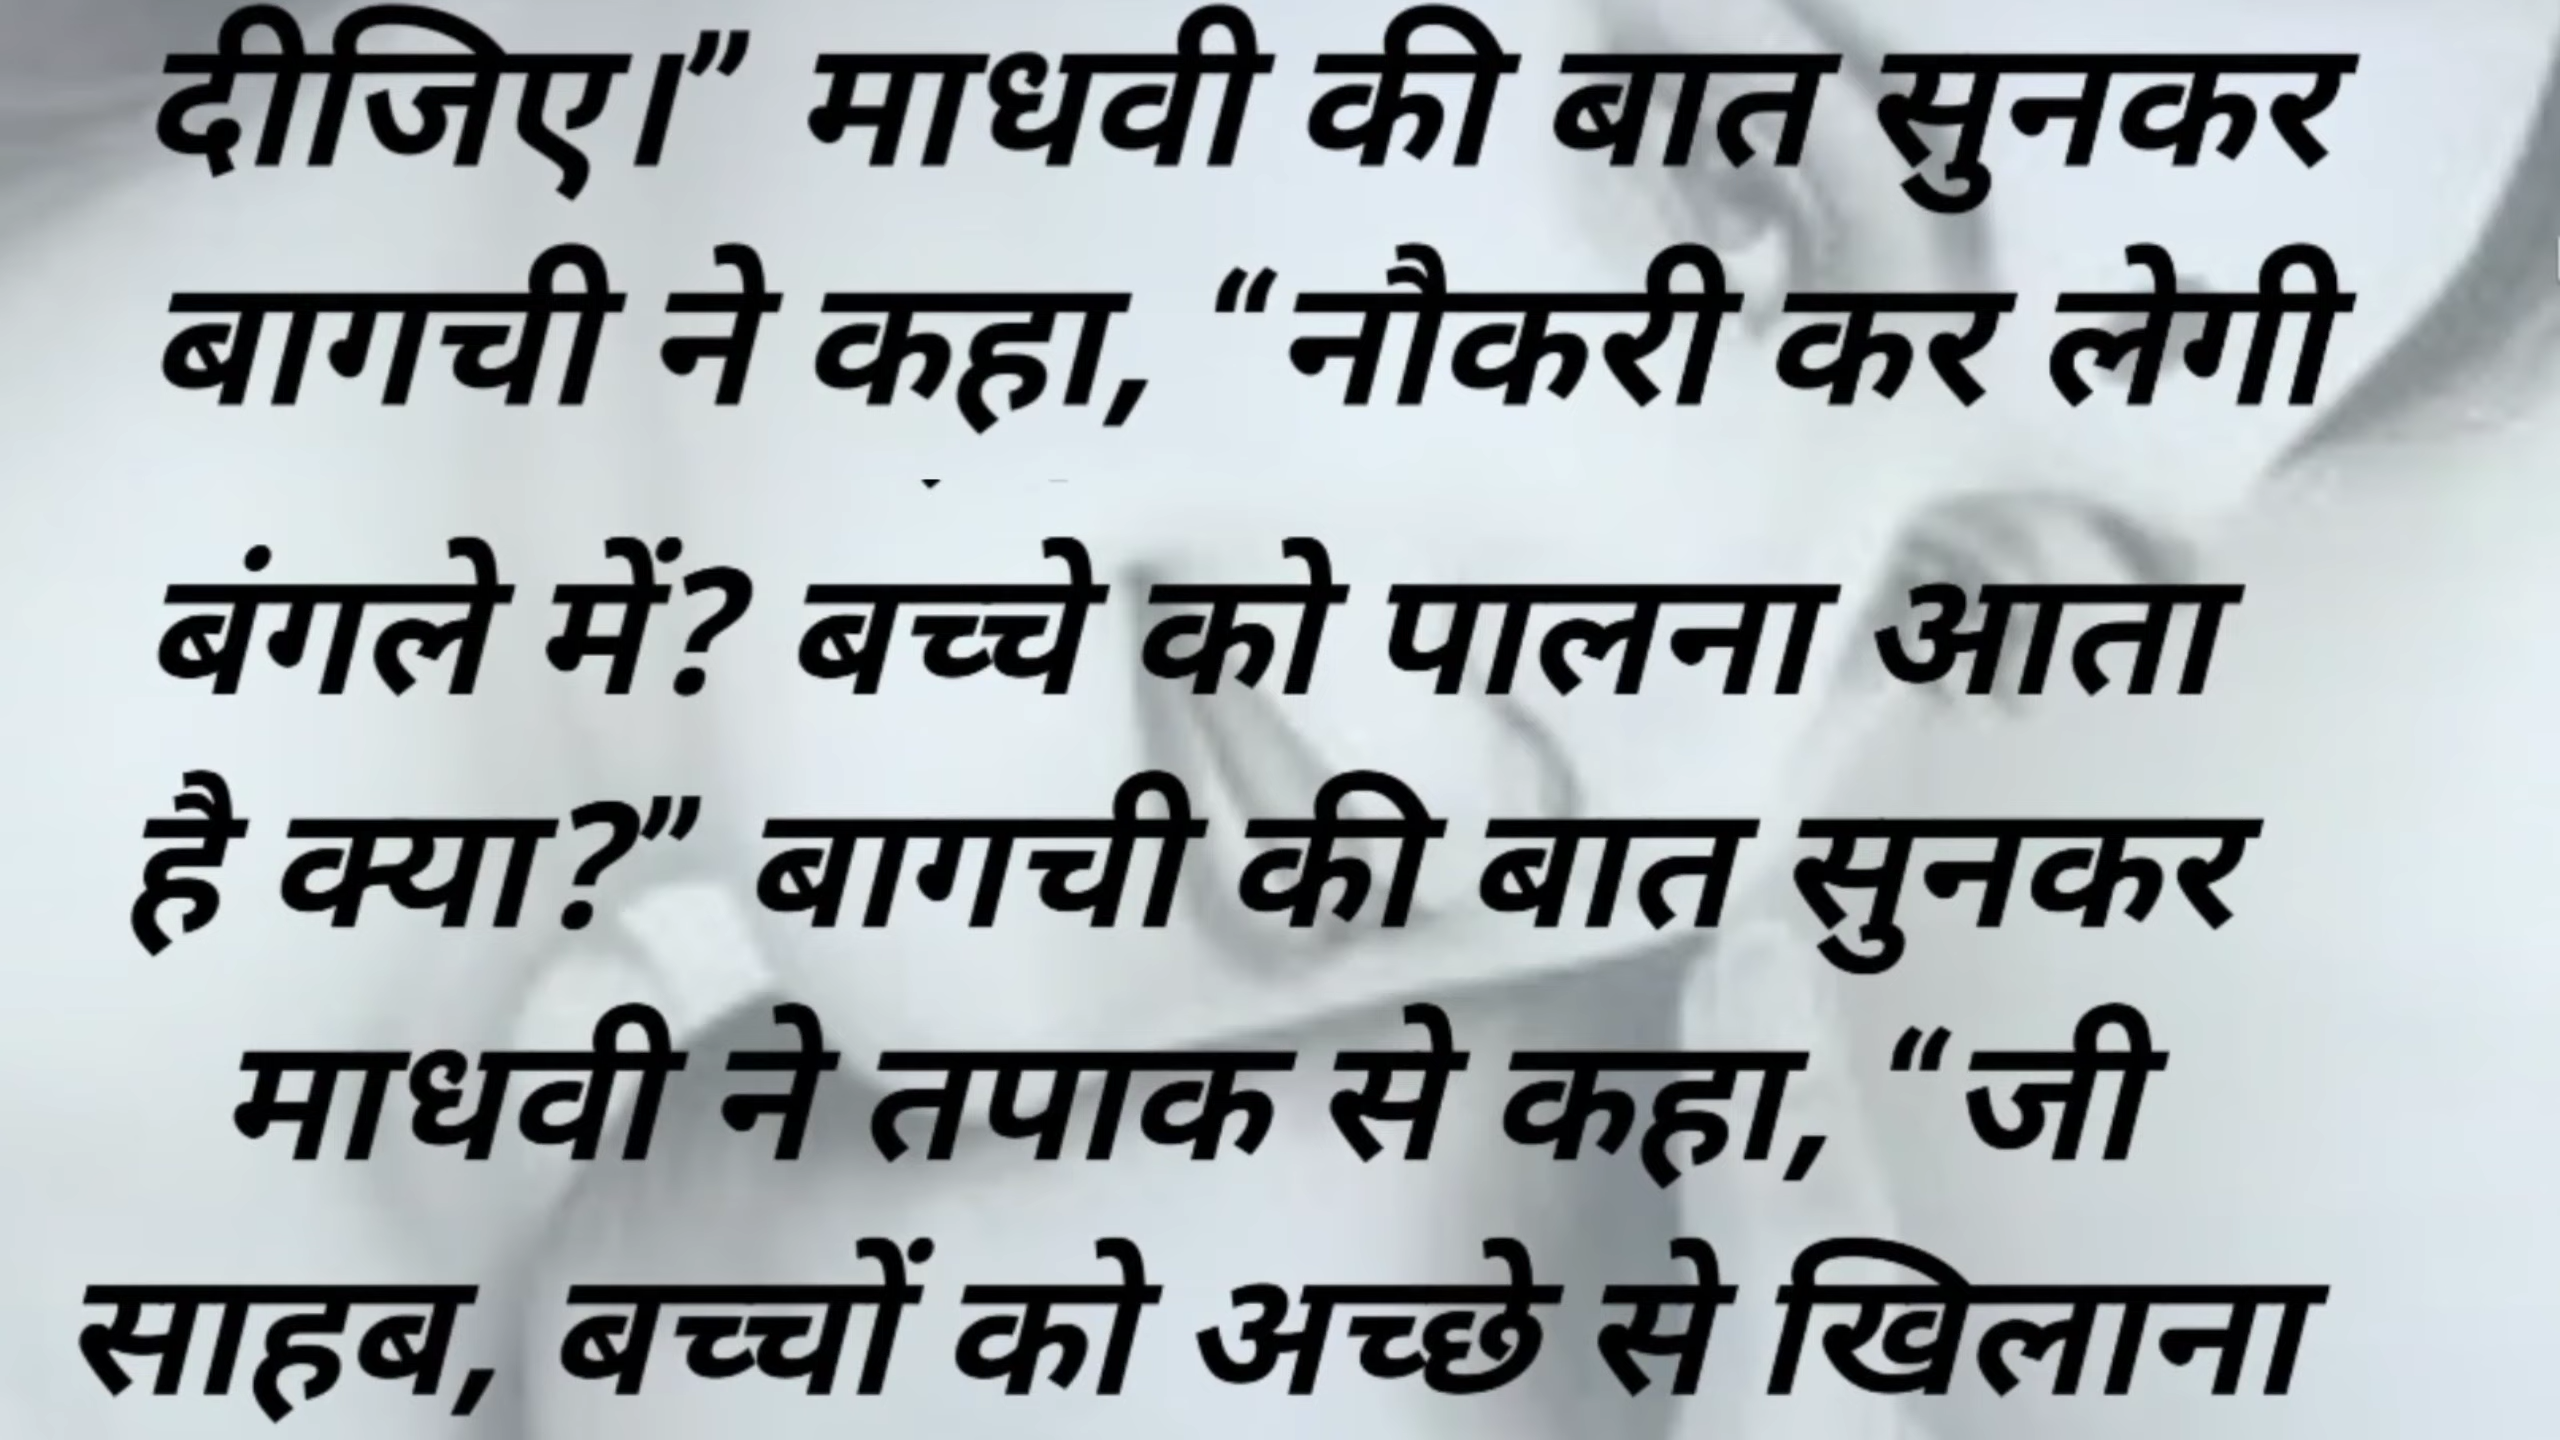 दीजिए।” माधवी की बात सुनकर
बागची ने कहा, “नौकरी कर लेगी
बंगले में? बच्चे को पालना आता
है क्या?” बागची की बात सुनकर
माधवी ने तपाक से कहा, “जी
साहब, बच्चों को अच्छे से खिलाना